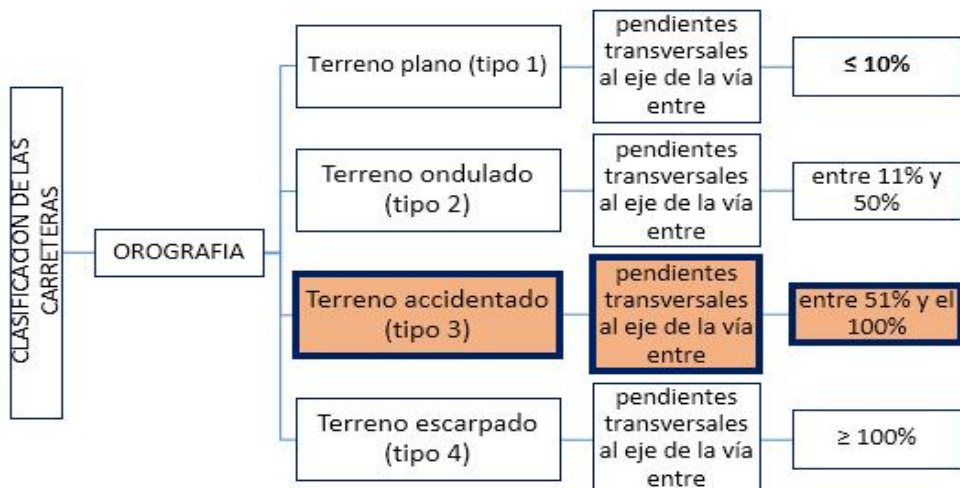 CLASIFICACIÓN DE LAS
CARRETERAS
OROGRAFIA
Terreno plano (tipo 1)
pendientes
transversales
al eje de la vía
entre
≤ 10%
Terreno ondulado
(tipo 2)
pendientes
transversales
al eje de la vía
entre
entre 11% y
50%
Terreno accidentado
(tipo 3)
pendientes
transversales
al eje de la vía
entre
entre 51% y el
100%
Terreno escarpado
(tipo 4)
pendientes
transversales
al eje de la vía
entre
≥ 100%